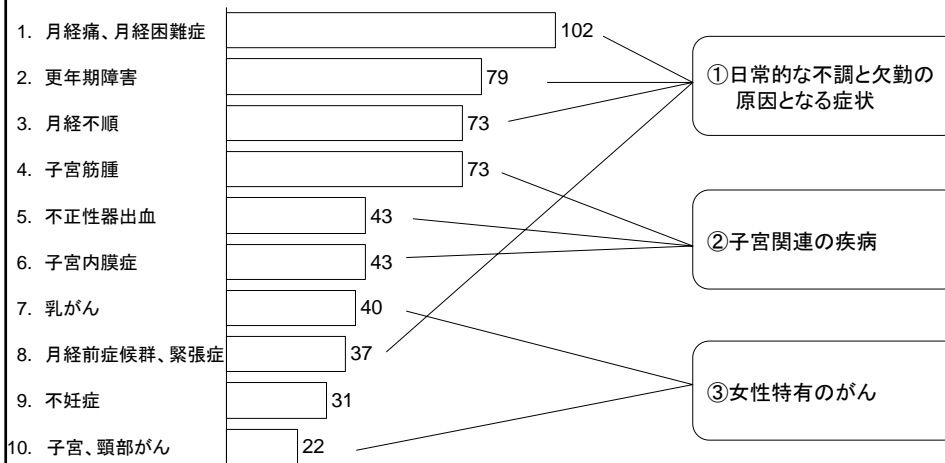 1. 月経痛、月経困難症 102
2. 更年期障害 79
3. 月経不順 73
4. 子宮筋腫 73
5. 不正性器出血 43
6. 子宮内膜症 43
7. 乳がん 40
8. 月経前症候群、緊張症 37
9. 不妊症 31
10. 子宮、頸部がん 22
①日常的な不調と欠勤の
原因となる症状
②子宮関連の疾病
③女性特有のがん